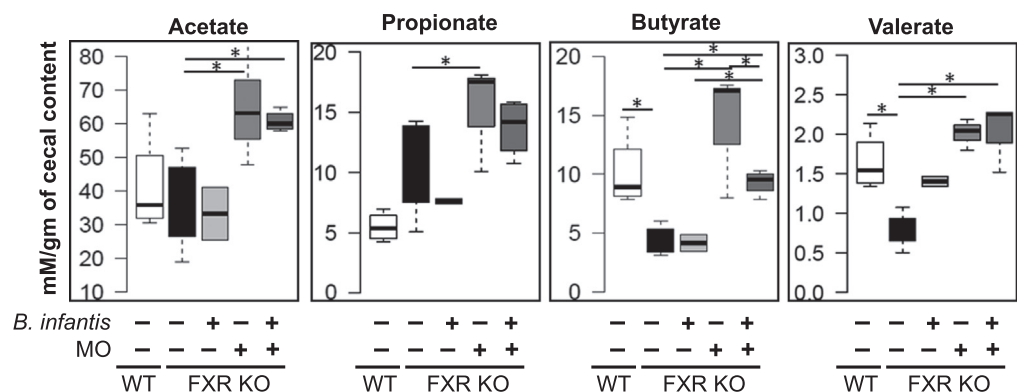 Acetate Propionate Butyrate Valerate
mM/gm of cecal content
80 70 60 50 40 30 20 10
20 15 10 5 0
20 15 10 5 0
3.0 2.5 2.0 1.5 1.0 0.5 0.0
* *
*
* * * * *
* * *
B. infantis − − + − + − − + − + − − + − + − − + − +
MO − − − + + − − − + + − − − + + − − − + +
WT FXR KO WT FXR KO WT FXR KO WT FXR KO